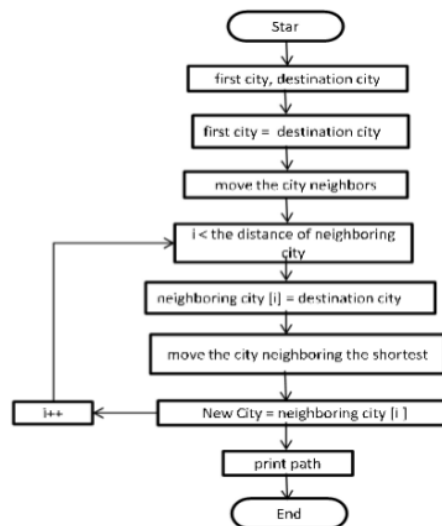 Star
first city, destination city
first city = destination city
move the city neighbors
i < the distance of neighboring
city
neighboring city [i] = destination city
move the city neighboring the shortest
i++
New City = neighboring city [i ]
print path
End